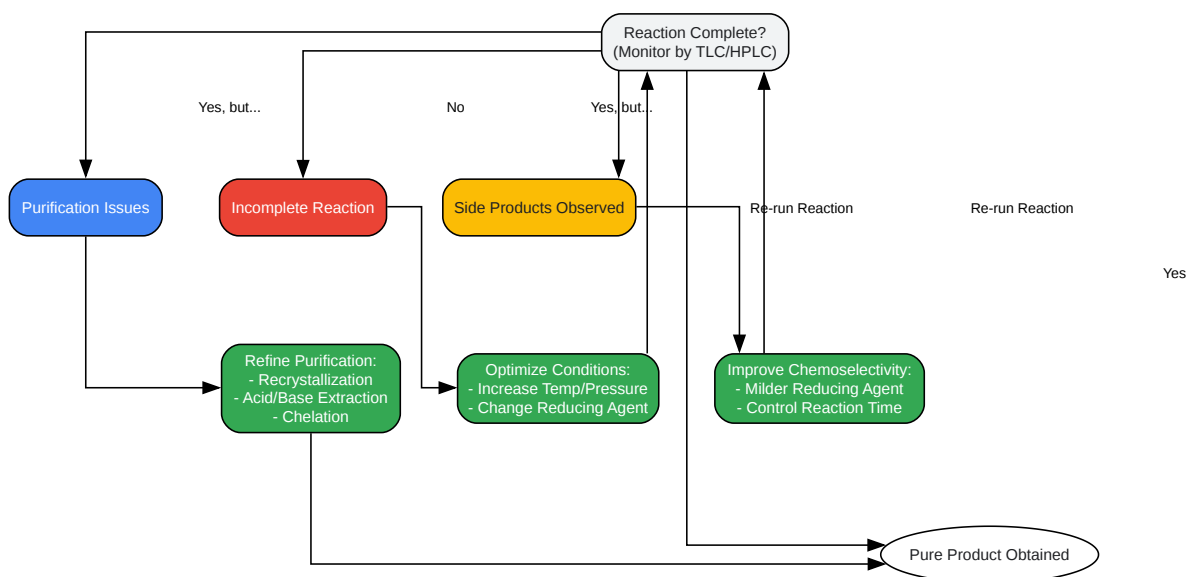 Reaction Complete?
(Monitor by TLC/HPLC)
Yes, but...
No
Yes, but...
Purification Issues
Incomplete Reaction
Side Products Observed
Re-run Reaction
Re-run Reaction
Yes
Refine Purification:
- Recrystallization
- Acid/Base Extraction
- Chelation
Optimize Conditions:
- Increase Temp/Pressure
- Change Reducing Agent
Improve Chemoselectivity:
- Milder Reducing Agent
- Control Reaction Time
Pure Product Obtained